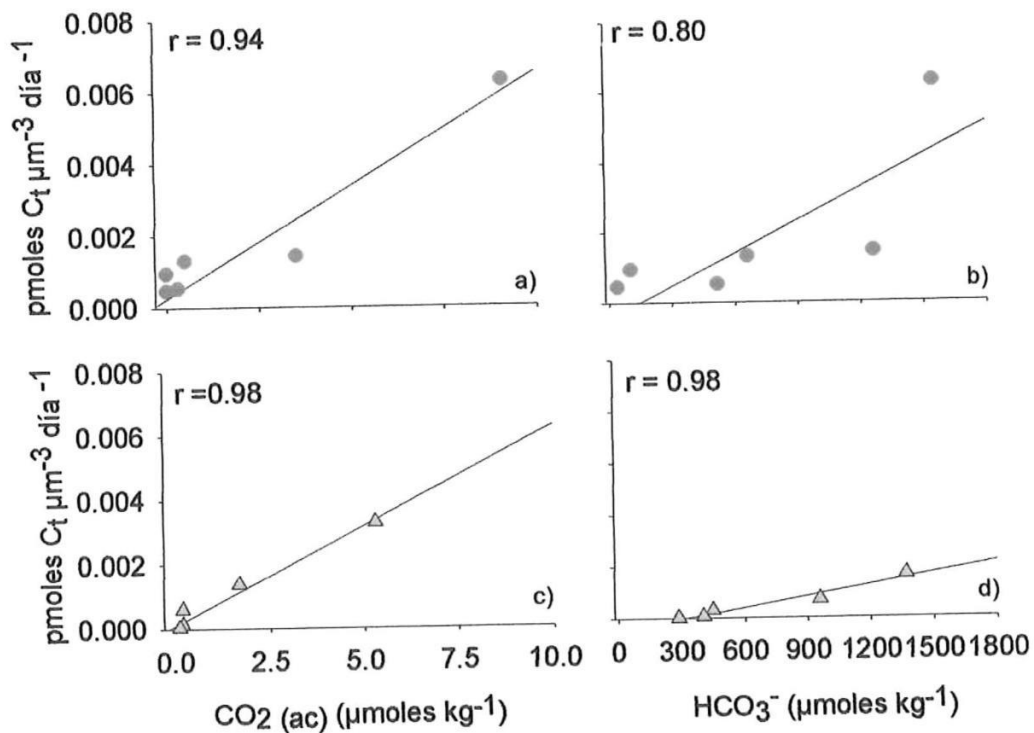 0.008
r = 0.94
0.006
0.004
0.002
0.000
pmoles Ct µm-3 día -1
a)
r = 0.80
b)
0.008
r =0.98
0.006
0.004
0.002
0.000
pmoles Ct µm-3 día -1
c)
0.0 2.5 5.0 7.5 10.0
CO2 (ac) (µmoles kg-1)
r = 0.98
d)
0 300 600 900 1200 1500 1800
HCO3- (µmoles kg-1)